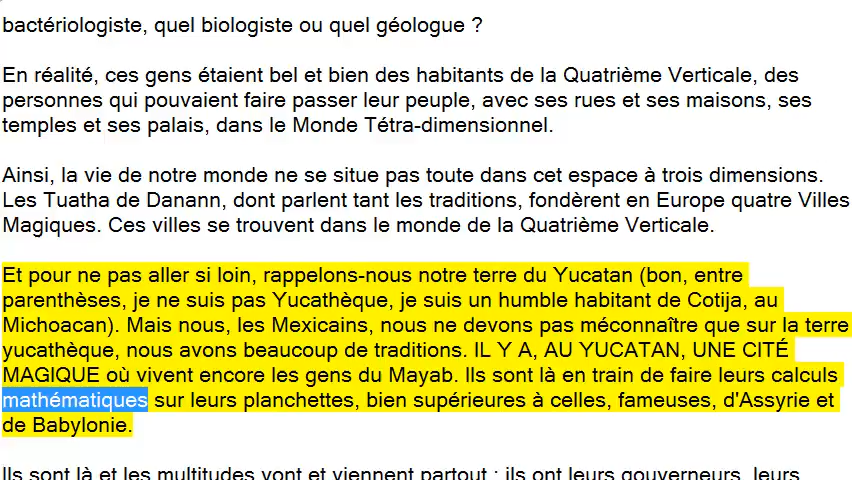 bactériologiste, quel biologiste ou quel géologue ?
En réalité, ces gens étaient bel et bien des habitants de la Quatrième Verticale, des
personnes qui pouvaient faire passer leur peuple, avec ses rues et ses maisons, ses
temples et ses palais, dans le Monde Tétra-dimensionnel.
Ainsi, la vie de notre monde ne se situe pas toute dans cet espace à trois dimensions.
Les Tuatha de Danann, dont parlent tant les traditions, fondèrent en Europe quatre Villes
Magiques. Ces villes se trouvent dans le monde de la Quatrième Verticale.
Et pour ne pas aller si loin, rappelons-nous notre terre du Yucatan (bon, entre
parenthèses, je ne suis pas Yucathèque, je suis un humble habitant de Cotija, au
Michoacan). Mais nous, les Mexicains, nous ne devons pas méconnaître que sur la terre
yucathèque, nous avons beaucoup de traditions. IL Y A, AU YUCATAN, UNE CITÉ
MAGIQUE où vivent encore les gens du Mayab. Ils sont là en train de faire leurs calculs
mathématiques sur leurs planchettes, bien supérieures à celles, fameuses, d'Assyrie et
de Babylonie.
Ils sont là et les multitudes vont et viennent partout ; ils ont leurs gouverneurs, leurs